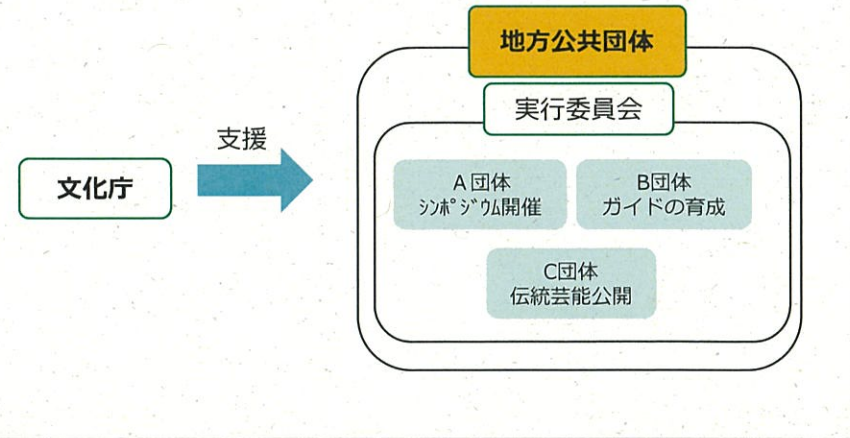 地方公共団体
実行委員会
支援
文化庁
A団体
ｼﾝﾎﾟｼﾞｳﾑ開催
B団体
ガイドの育成
C団体
伝統芸能公開